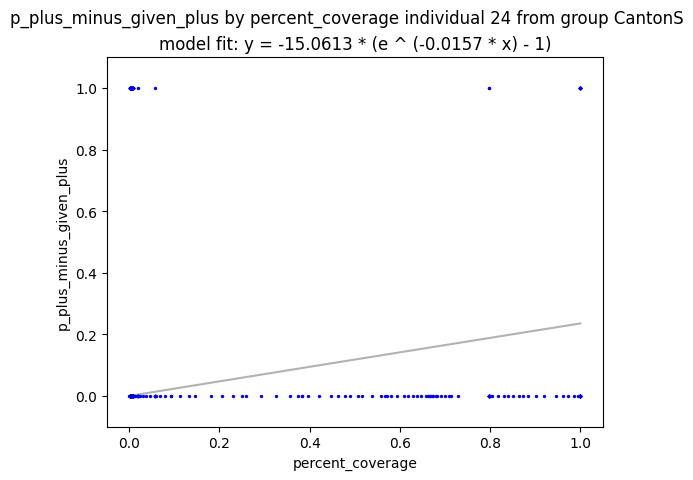 p_plus_minus_given_plus by percent_coverage individual 24 from group CantonS
model fit: y = -15.0613 * (e ^ (-0.0157 * x) - 1)
1.0
0.8
0.6
0.4
0.2
0.0
p_plus_minus_given_plus
0.0 0.2 0.4 0.6 0.8 1.0
percent_coverage